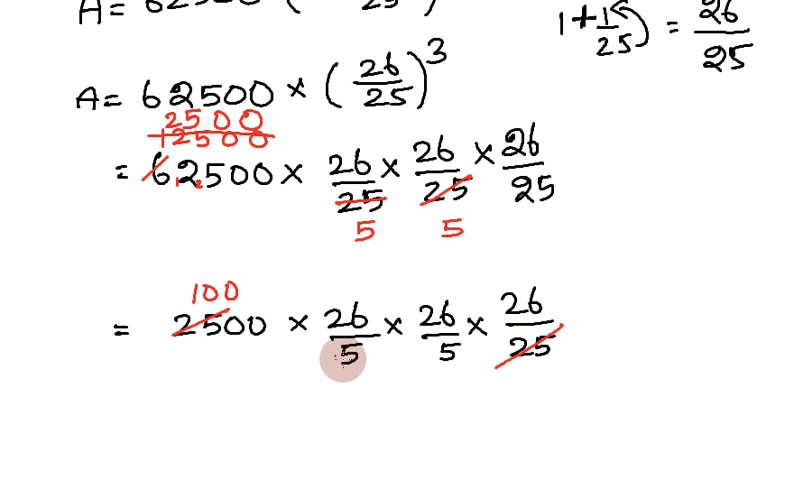 A = 62500 (
1 + 1/25 = 26/25
A = 62500 × (26/25)^3
2500
12500
= 62500 × 26/25 × 26/25 × 26/25
5 5
100
= 2500 × 26/5 × 26/5 × 26/25